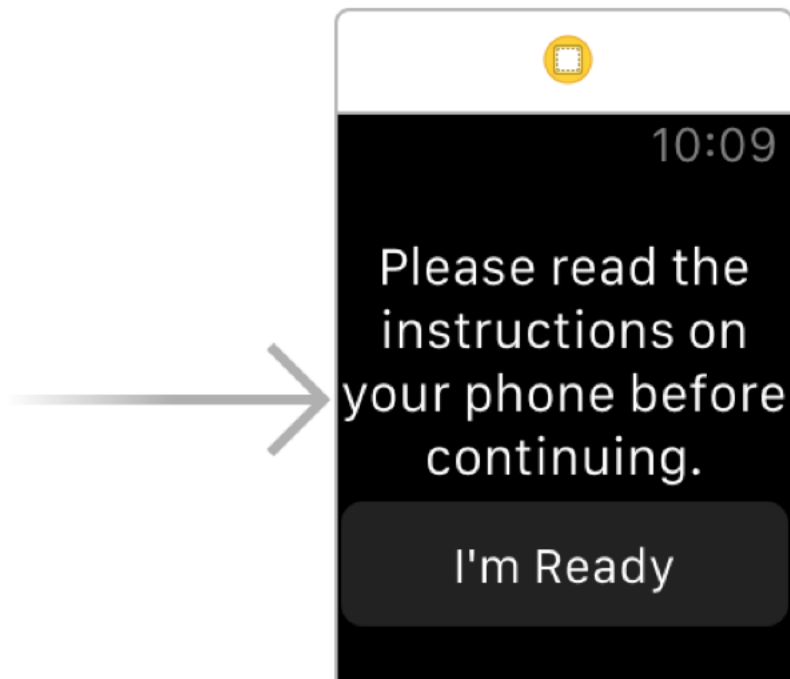 10:09
Please read the
instructions on
your phone before
continuing.
I'm Ready